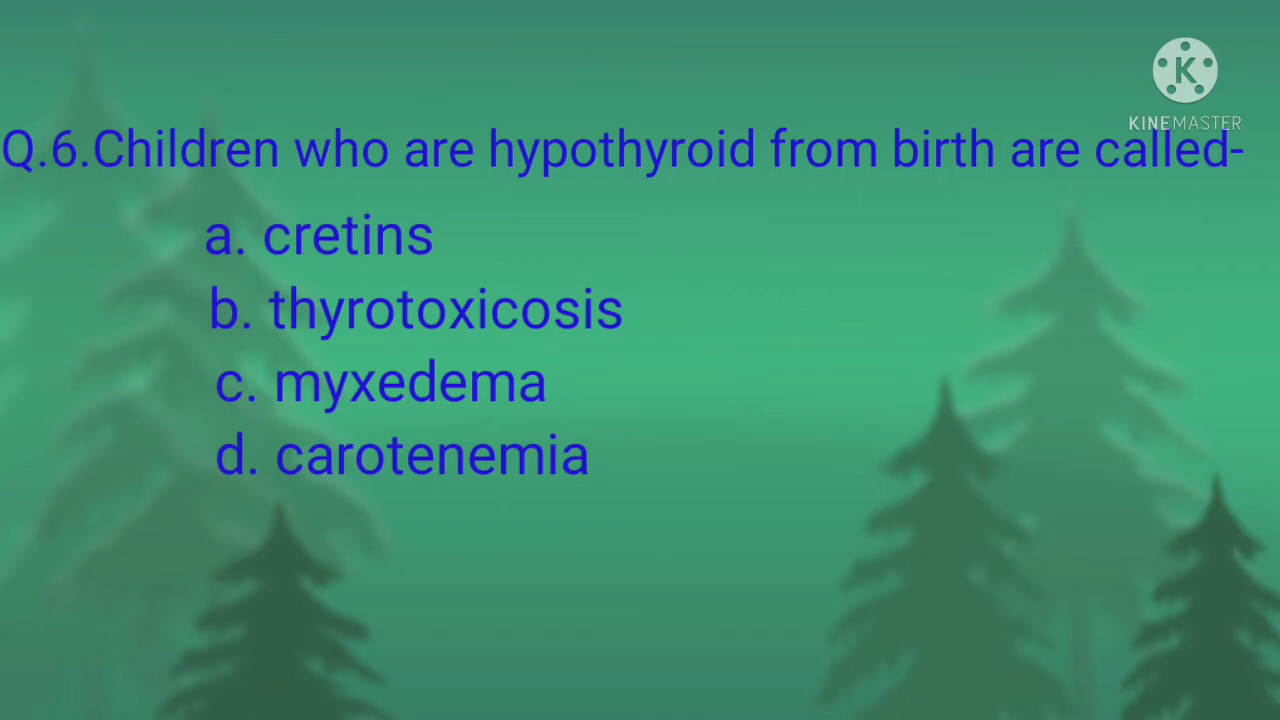 KINEMASTER
Q.6.Children who are hypothyroid from birth are called-
a. cretins
b. thyrotoxicosis
c. myxedema
d. carotenemia